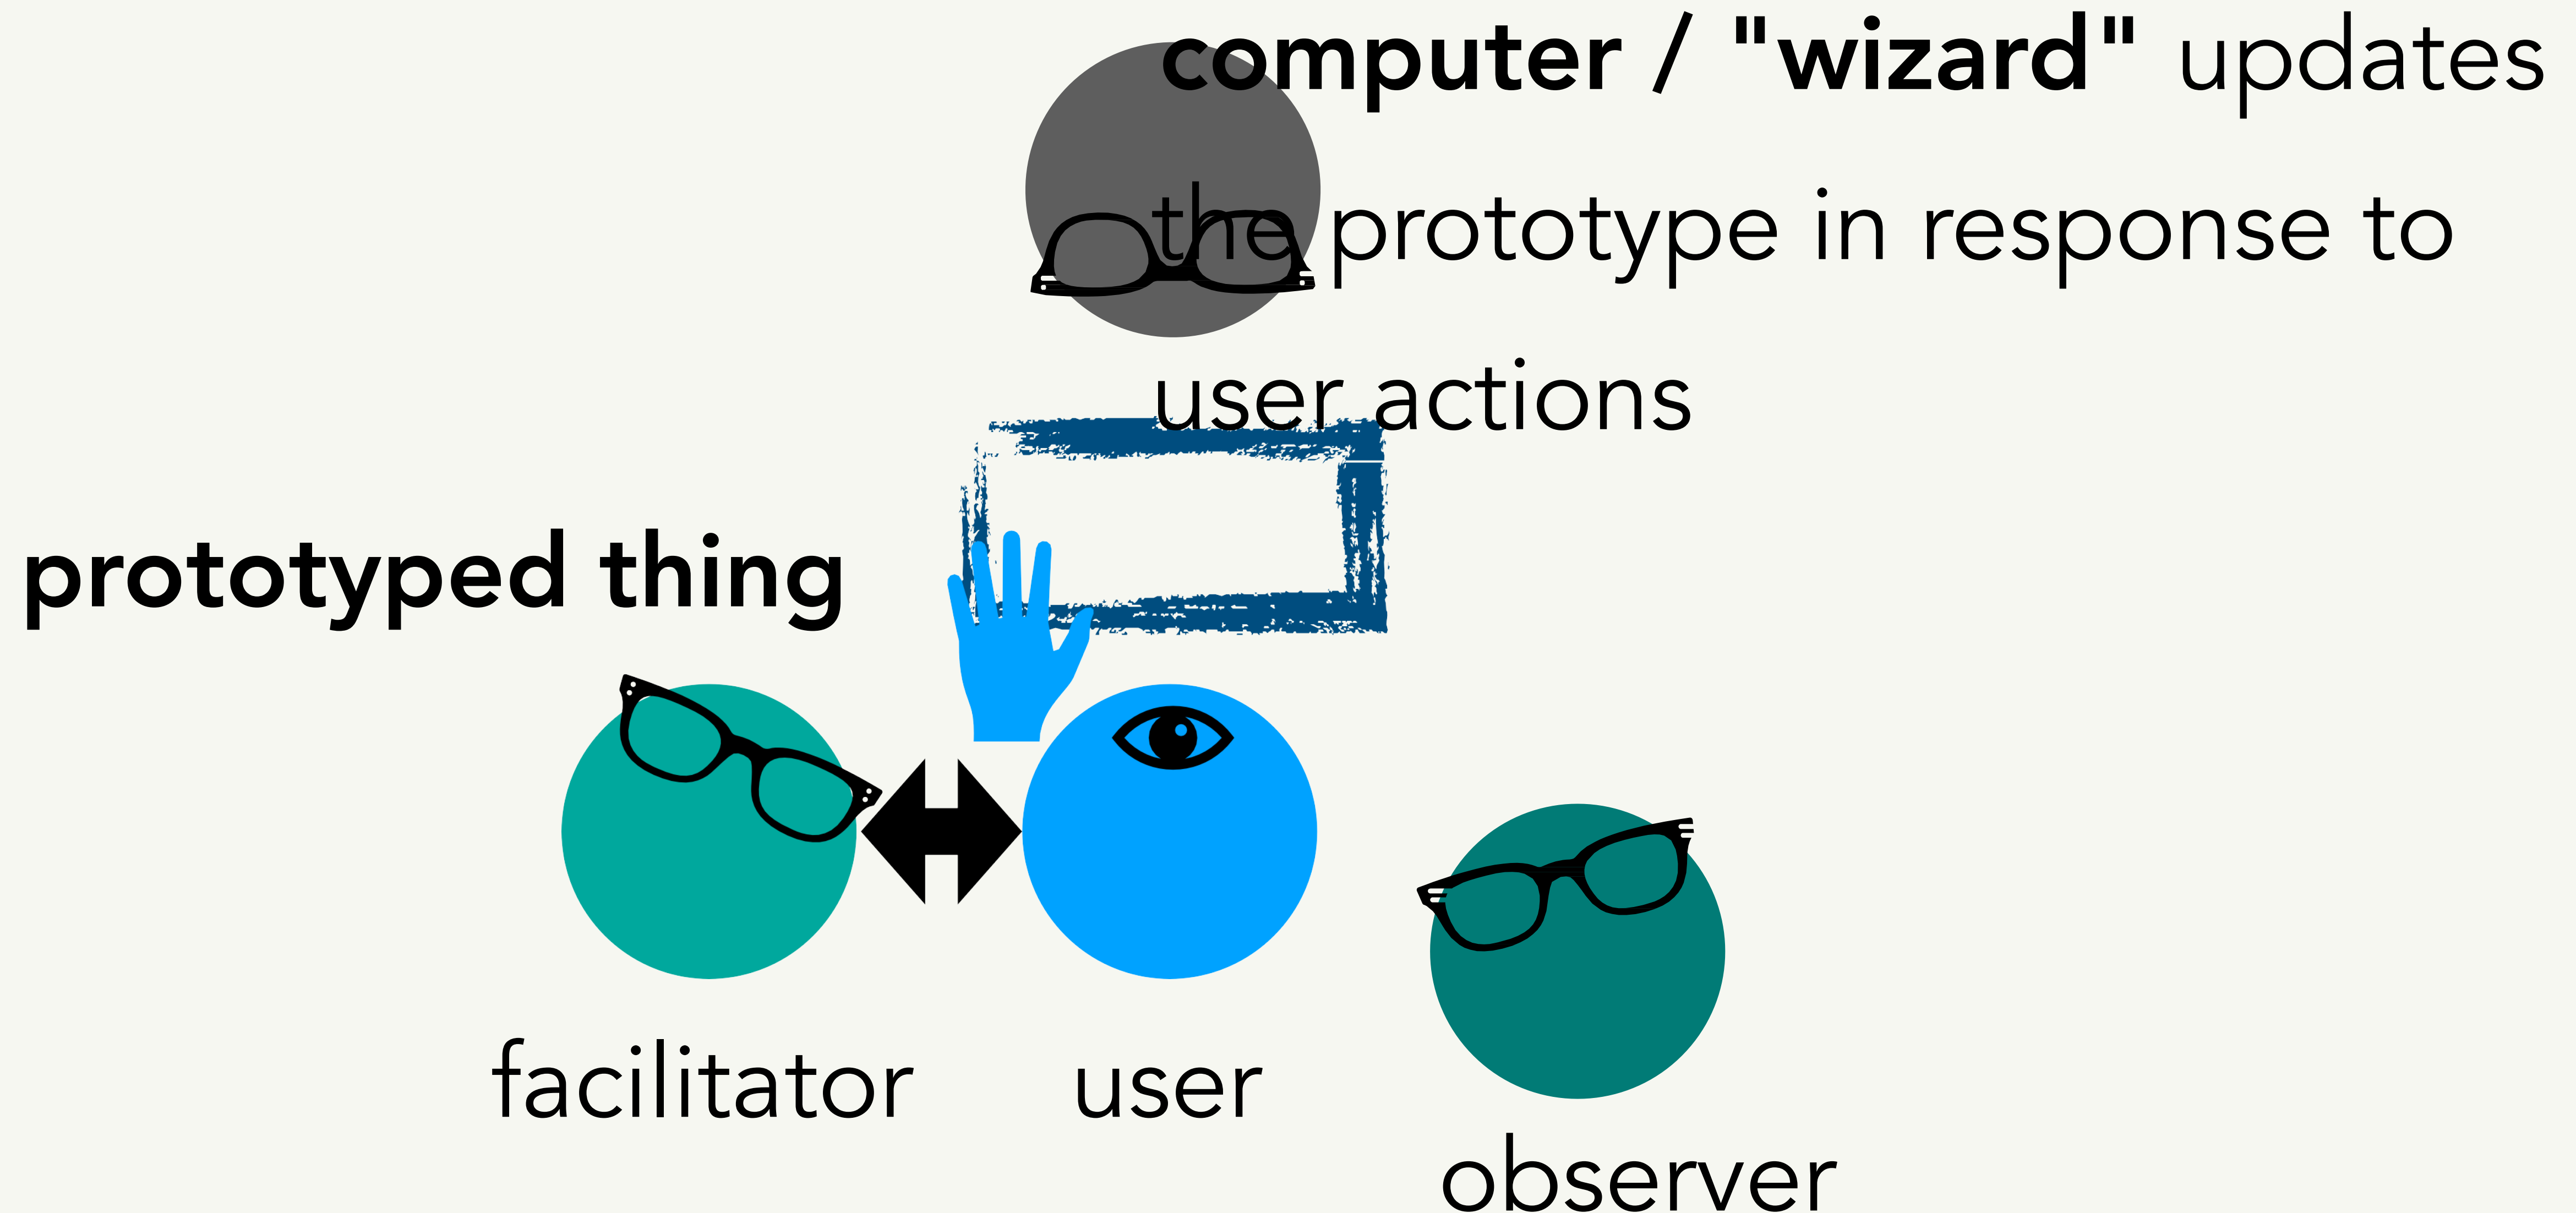 computer / "wizard" updates
the prototype in response to
user actions
prototyped thing
facilitator
user
observer